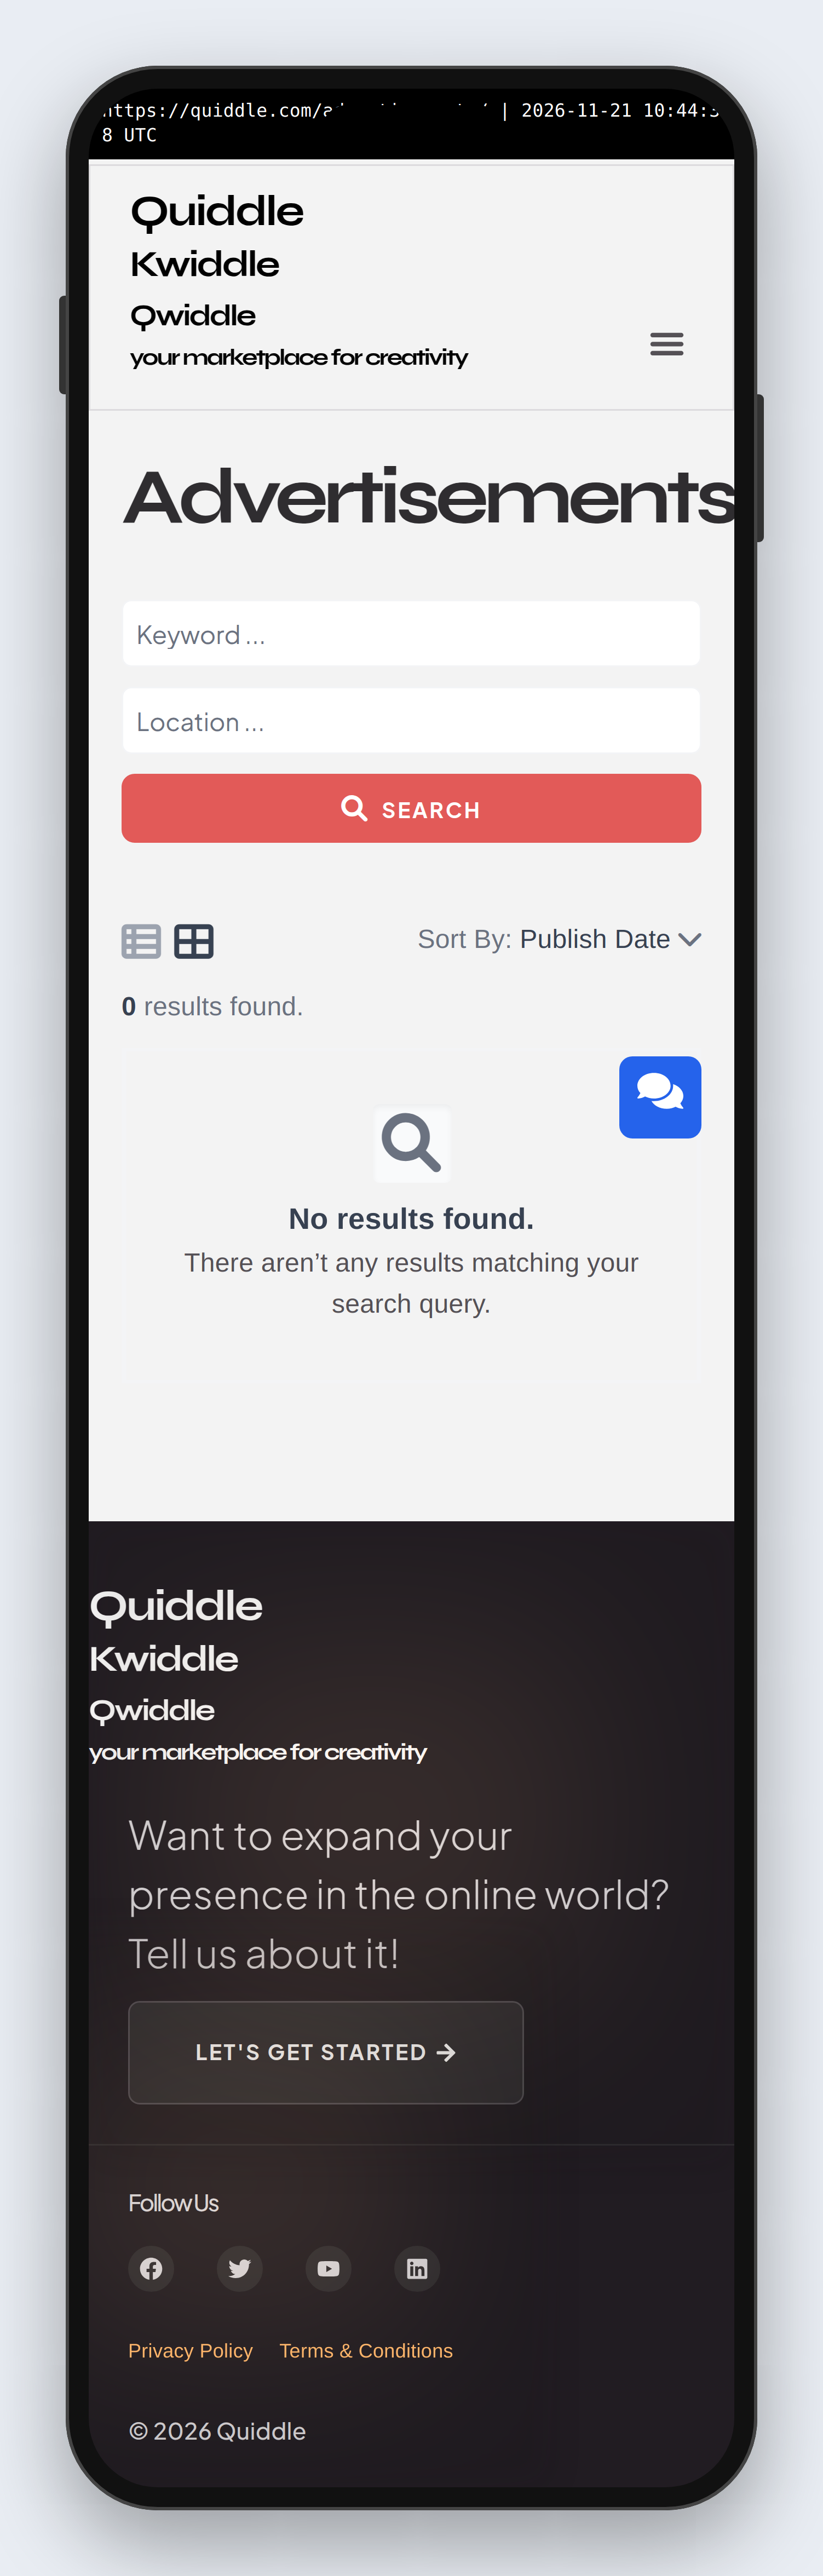 | 2026-11-21 10:44:
8 UTC
Quiddle
Kwiddle
Qwiddle
your marketplace for creativity
Advertisements
Keyword ...
Location ...
SEARCH
Sort By: Publish Date
0 results found.
No results found.
There aren’t any results matching your
search query.
Quiddle
Kwiddle
Qwiddle
your marketplace for creativity
Want to expand your
presence in the online world?
Tell us about it!
LET'S GET STARTED →
Follow Us
Privacy Policy Terms & Conditions
© 2026 Quiddle